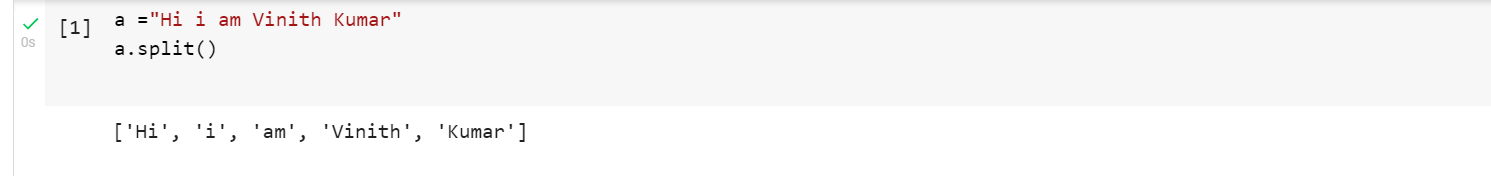 [1] a ="Hi i am Vinith Kumar"
a.split()
0s
['Hi', 'i', 'am', 'Vinith', 'Kumar']